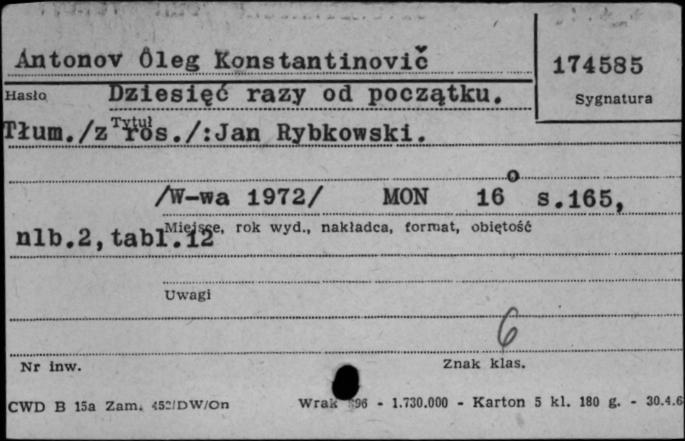 Antonov Oleg Konstantinovič
174585
Hasło Dziesięć razy od początku.
Sygnatura
Tytuł
Tłum./z ros./:Jan Rybkowski.
/W-wa 1972/ MON 16° s.165,
Miejsce, rok wyd., nakładca, format, objętość
nlb.2,tabl.12
Uwagi
6
Nr inw. Znak klas.
CWD B 15a Zam. 452/DW/On Wrak 96 - 1.730.000 - Karton 5 kl. 180 g. - 30.4.6